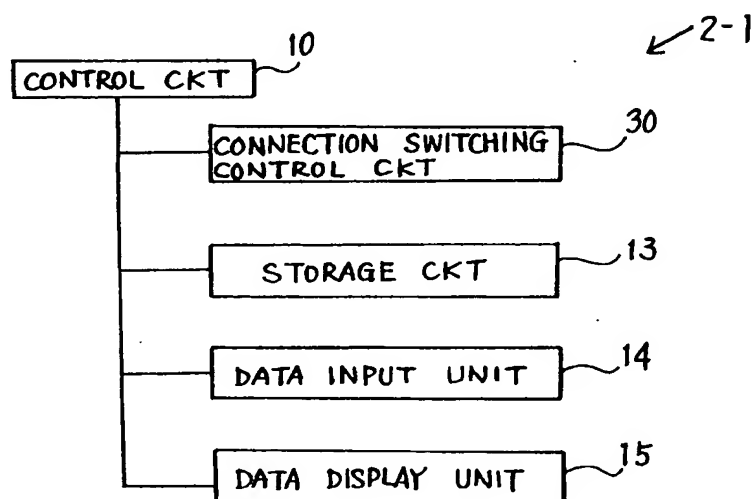 2-1
10
CONTROL CKT
30
CONNECTION SWITCHING
CONTROL CKT
13
STORAGE CKT
14
DATA INPUT UNIT
15
DATA DISPLAY UNIT